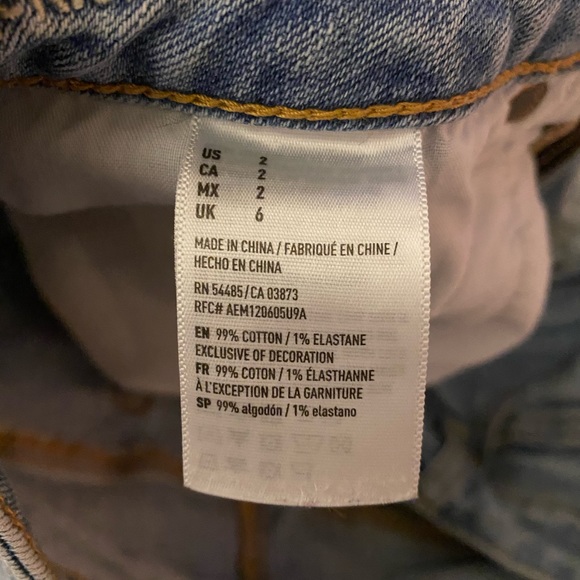 US 2
CA 2
MX 2
UK 6
MADE IN CHINA / FABRIQUÉ EN CHINE /
HECHO EN CHINA
RN 54485 / CA 03873
RFC# AEM120605U9A
EN 99% COTTON / 1% ELASTANE
EXCLUSIVE OF DECORATION
FR 99% COTON / 1% ÉLASTHANNE
À L'EXCEPTION DE LA GARNITURE
SP 99% algodón / 1% elastano